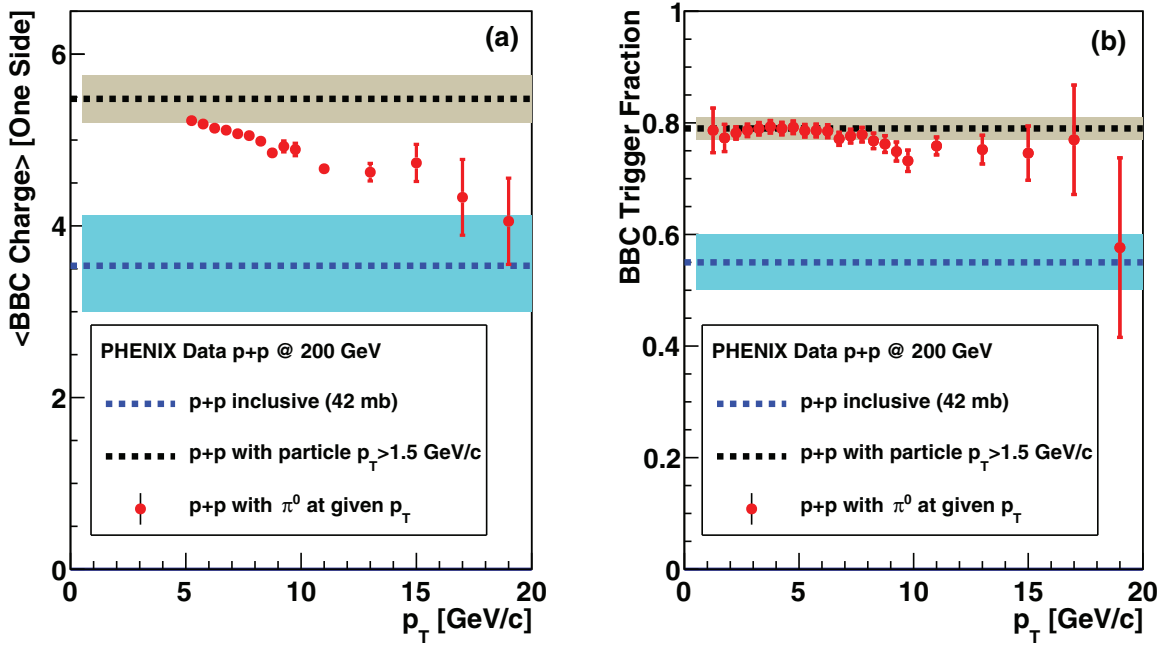 (a)
<BBC Charge> [One Side]
6
4
2
0
PHENIX Data p+p @ 200 GeV
p+p inclusive (42 mb)
p+p with particle p_T>1.5 GeV/c
p+p with π⁰ at given p_T
0 5 10 15 20
p_T [GeV/c]
(b)
BBC Trigger Fraction
1
0.8
0.6
0.4
0.2
0
PHENIX Data p+p @ 200 GeV
p+p inclusive (42 mb)
p+p with particle p_T>1.5 GeV/c
p+p with π⁰ at given p_T
0 5 10 15 20
p_T [GeV/c]